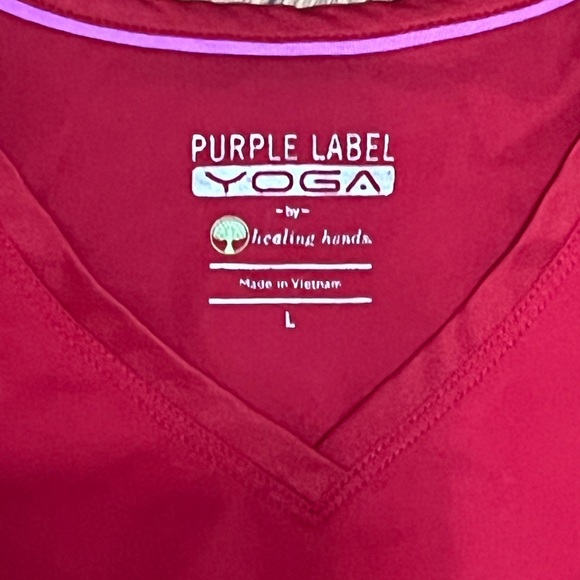 PURPLE LABEL
YOGA
-by-
healing hands
Made in Vietnam
L